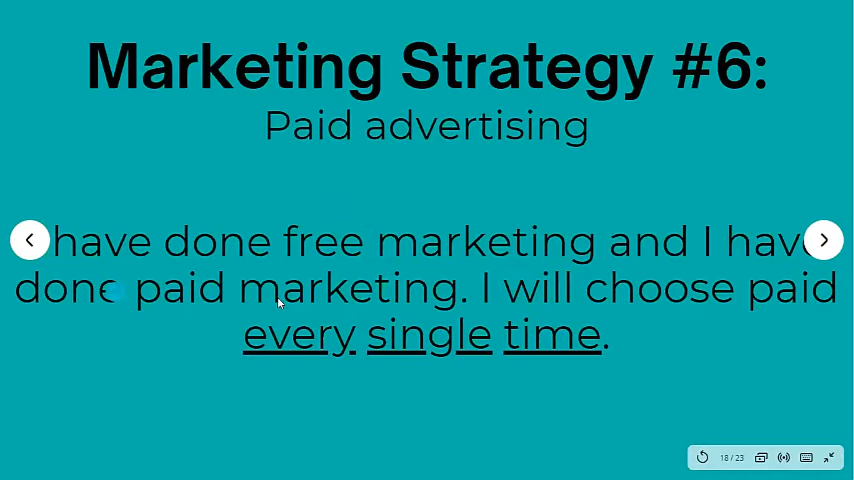 Marketing Strategy #6:
Paid advertising
have done free marketing and I have
done paid marketing. I will choose paid
every single time.
18 / 23